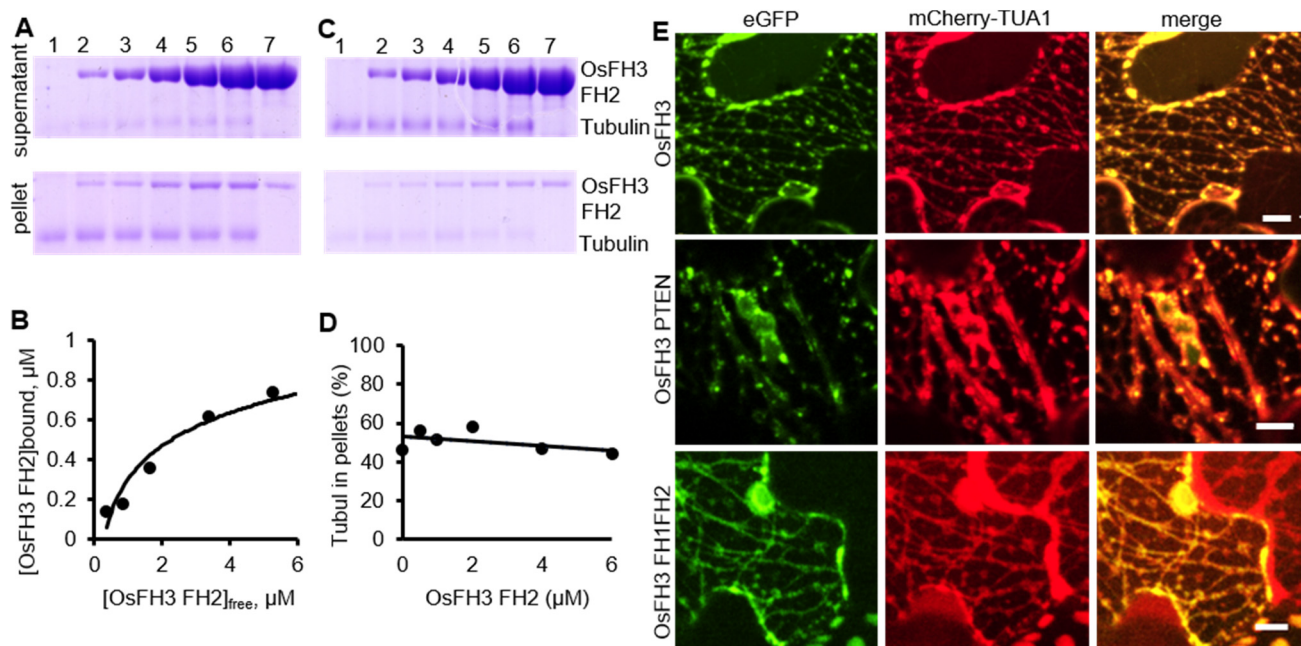 A
1 2 3 4 5 6 7
supernatant
pellet
OsFH3
FH2
Tubulin
OsFH3
FH2
Tubulin
C
1 2 3 4 5 6 7
B
[OsFH3 FH2]bound, µM
1
0.8
0.6
0.4
0.2
0
0 2 4 6
[OsFH3 FH2]free, µM
D
Tubul in pellets (%)
100
80
60
40
20
0
0 2 4 6
OsFH3 FH2 (µM)
E
eGFP mCherry-TUA1 merge
OsFH3
OsFH3 PTEN
OsFH3 FH1FH2